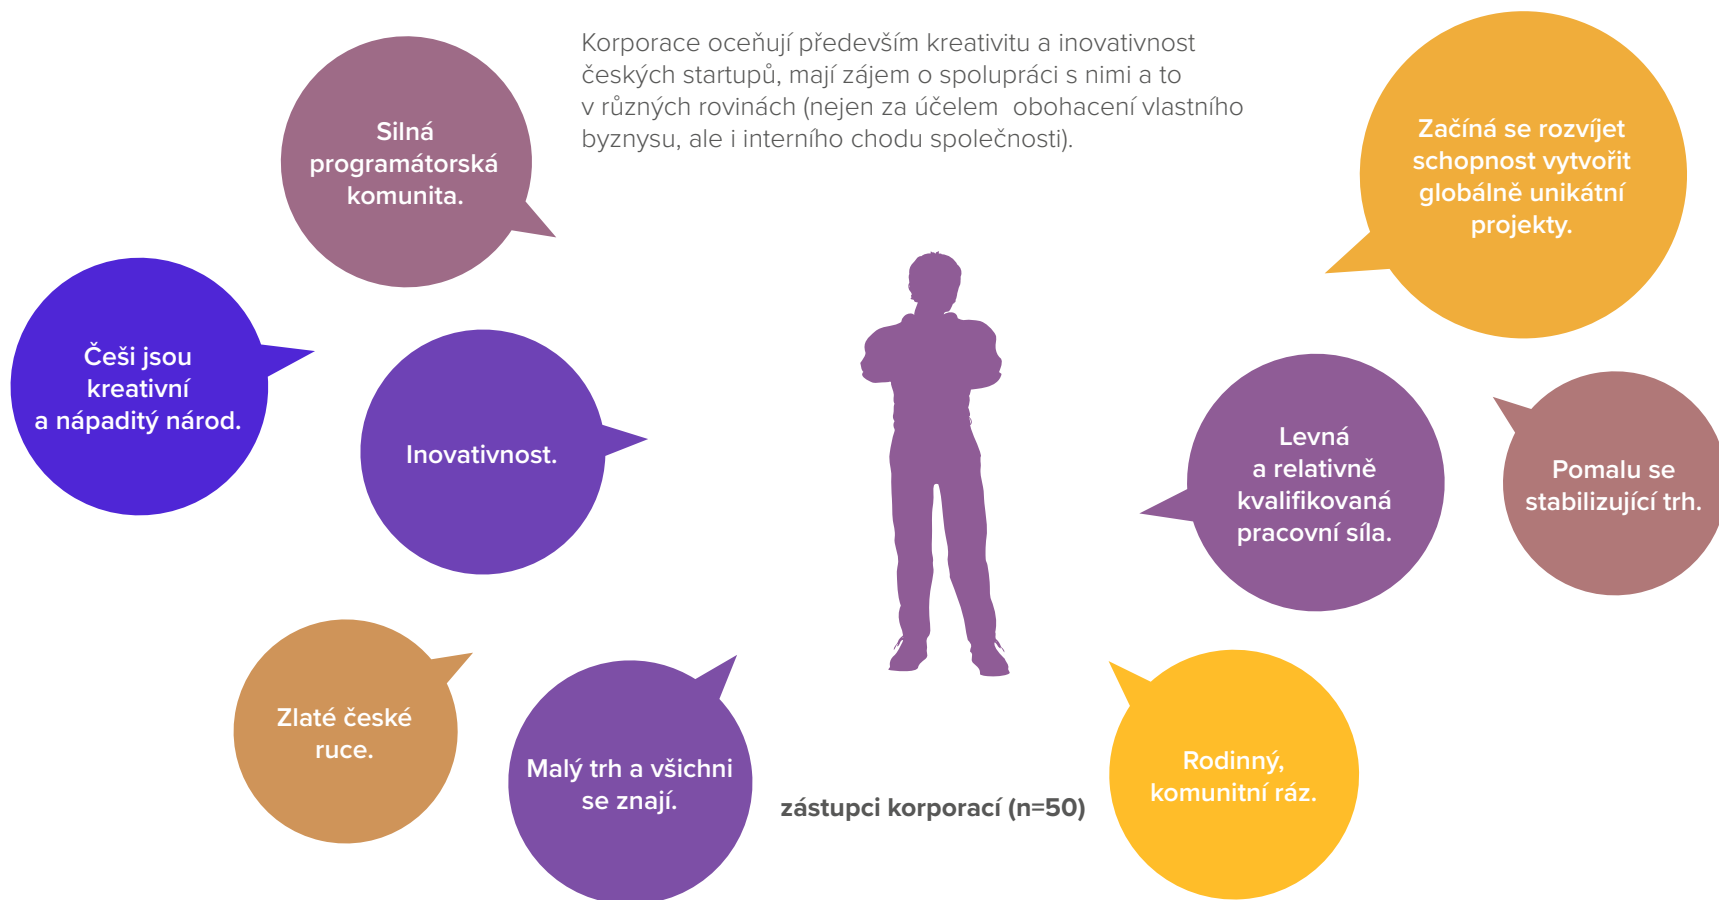 Korporace oceňují především kreativitu a inovativnost
českých startupů, mají zájem o spolupráci s nimi a to
v různých rovinách (nejen za účelem obohacení vlastního
byznysu, ale i interního chodu společnosti).
Silná
programátorská
komunita.
Začíná se rozvíjet
schopnost vytvořit
globálně unikátní
projekty.
Češi jsou
kreativní
a nápaditý národ.
Inovativnost.
Levná
a relativně
kvalifikovaná
pracovní síla.
Pomalu se
stabilizující trh.
Zlaté české
ruce.
Malý trh a všichni
se znají.
zástupci korporací (n=50)
Rodinný,
komunitní ráz.